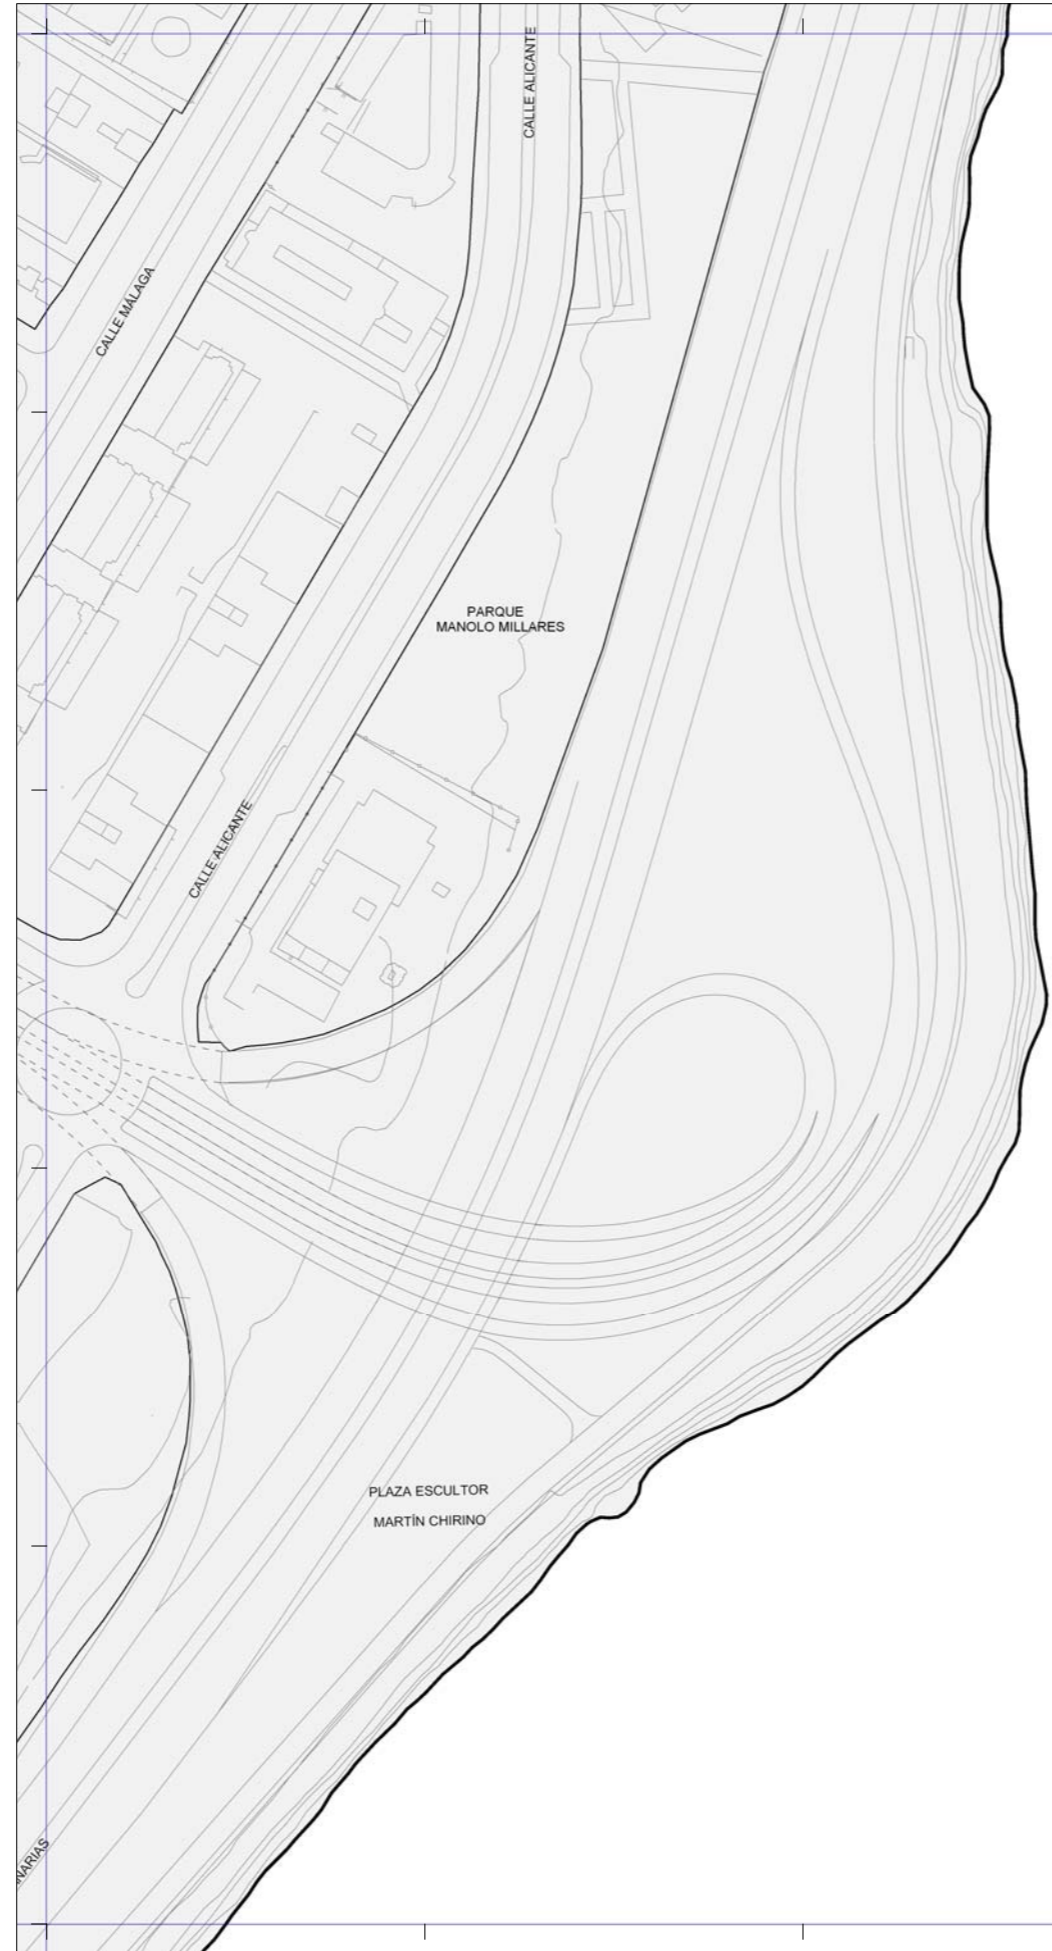 CALLE ALICANTE
CALLE MÁLAGA
PARQUE
MANOLO MILLARES
CALLE ALICANTE
PLAZA ESCULTOR
MARTÍN CHIRINO
NARIAS